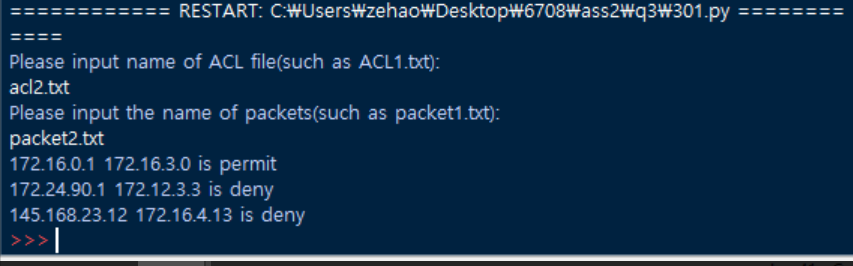 ============ RESTART: C:₩Users₩zehao₩Desktop₩6708₩ass2₩q3₩301.py ========
====
Please input name of ACL file(such as ACL1.txt):
acl2.txt
Please input the name of packets(such as packet1.txt):
packet2.txt
172.16.0.1 172.16.3.0 is permit
172.24.90.1 172.12.3.3 is deny
145.168.23.12 172.16.4.13 is deny
>>>